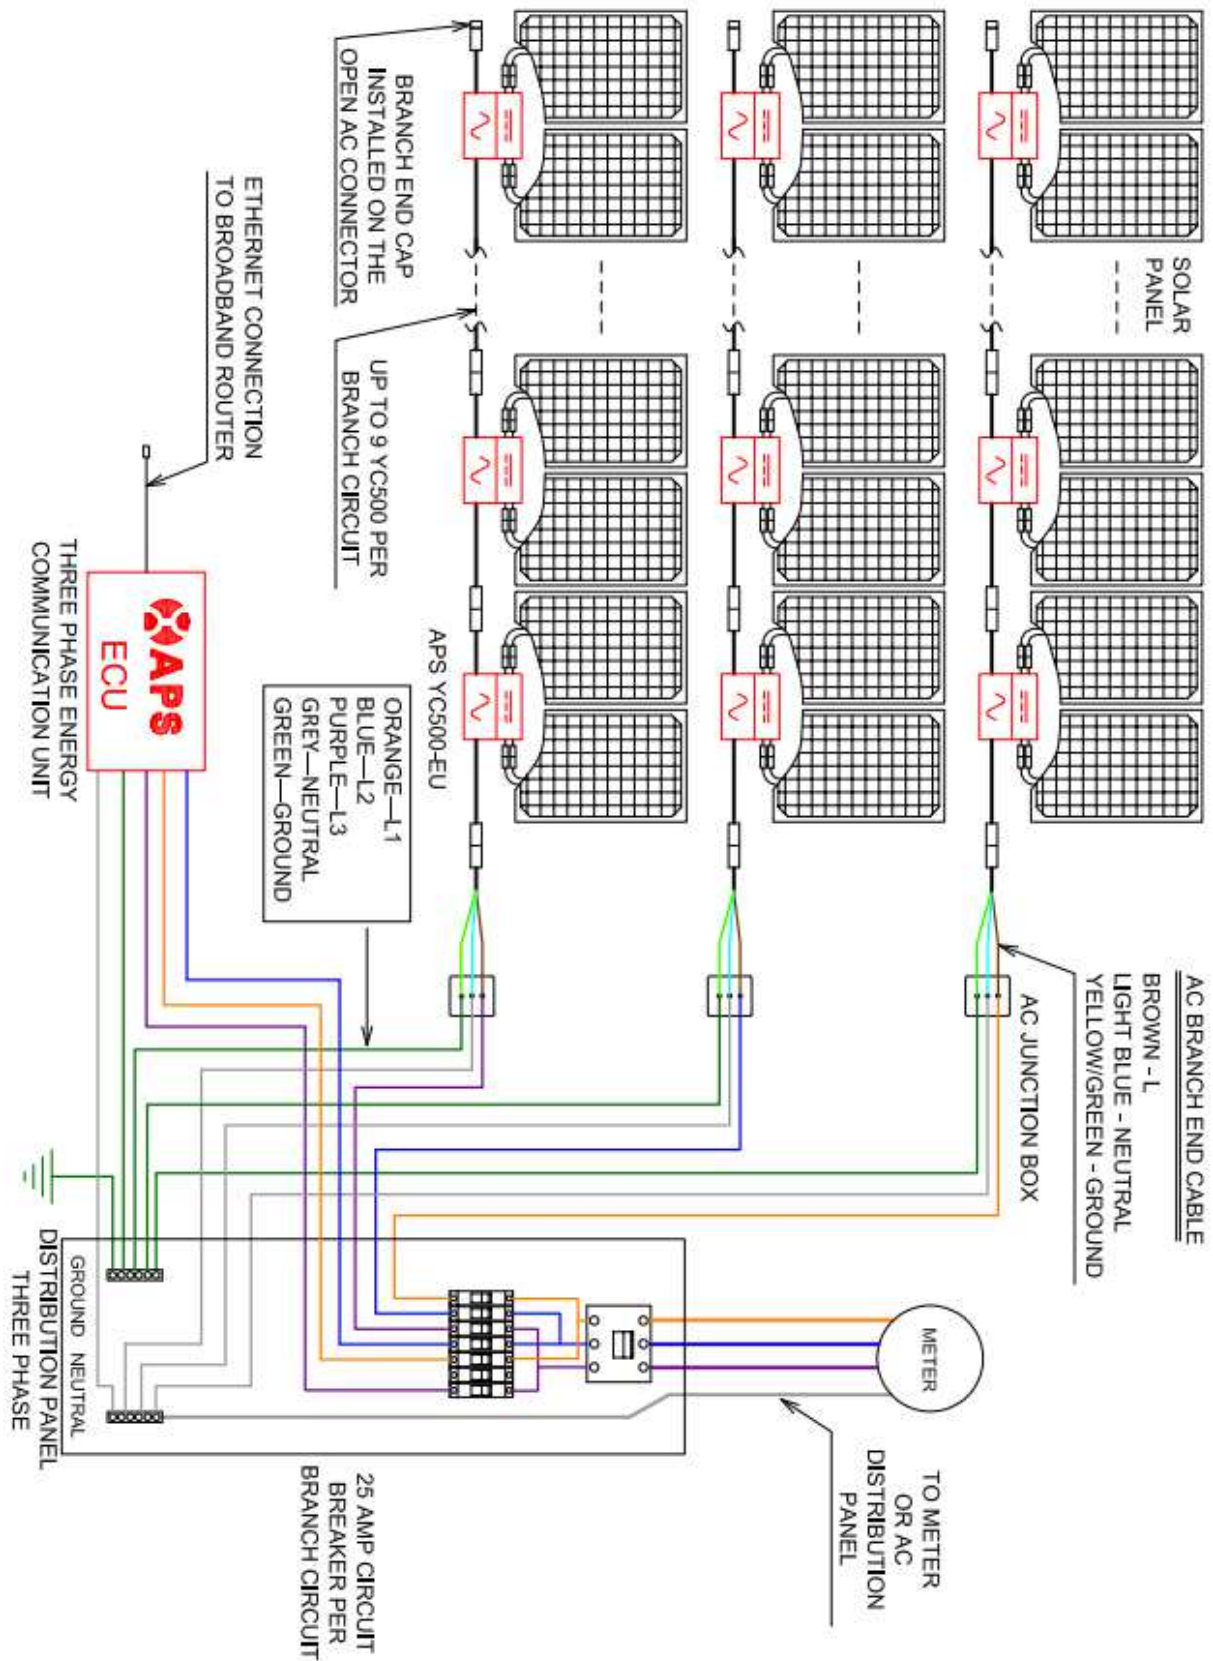 SOLAR
PANEL
AC BRANCH END CABLE
BROWN - L
LIGHT BLUE - NEUTRAL
YELLOW/GREEN - GROUND
AC JUNCTION BOX
METER
TO METER
OR AC
DISTRIBUTION
PANEL
BRANCH END CAP
INSTALLED ON THE
OPEN AC CONNECTOR
UP TO 9 YC500 PER
BRANCH CIRCUIT
APS YC500-EU
ORANGE—L1
BLUE—L2
PURPLE—L3
GREY—NEUTRAL
GREEN—GROUND
25 AMP CIRCUIT
BREAKER PER
BRANCH CIRCUIT
ETHERNET CONNECTION
TO BROADBAND ROUTER
APS
ECU
THREE PHASE ENERGY
COMMUNICATION UNIT
GROUND NEUTRAL
DISTRIBUTION PANEL
THREE PHASE